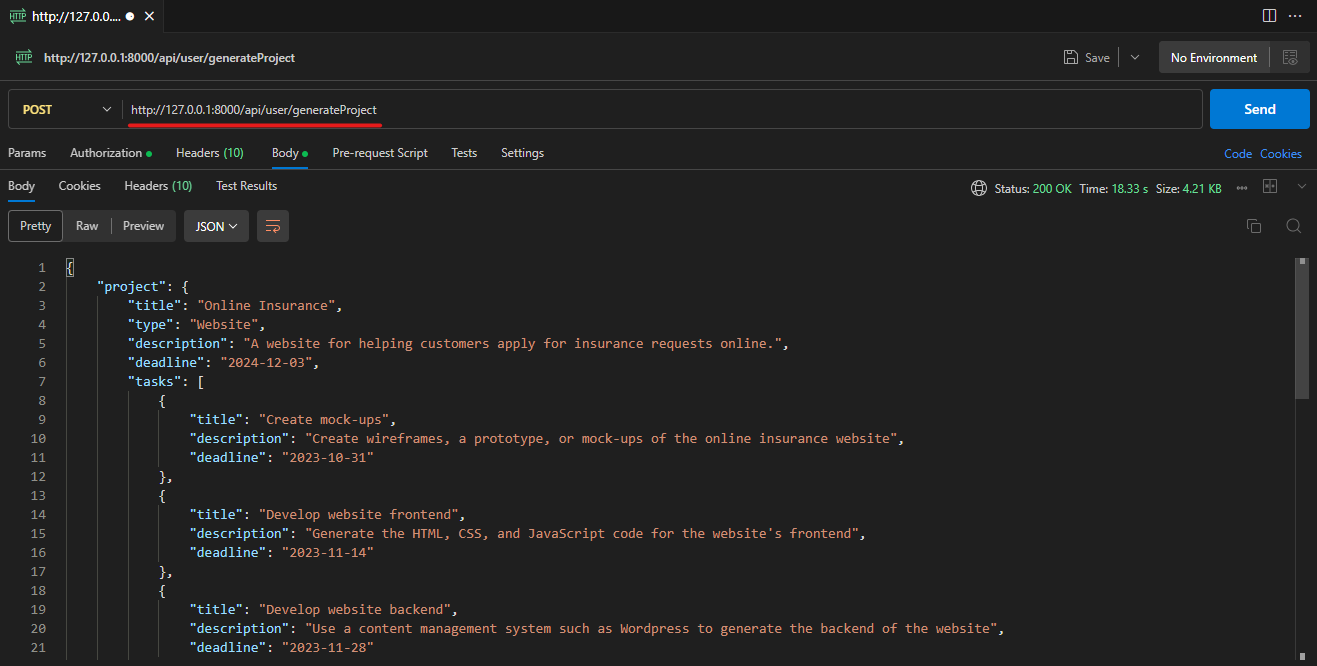 HTTP http://127.0.0....
HTTP http://127.0.0.1:8000/api/user/generateProject Save No Environment
POST http://127.0.0.1:8000/api/user/generateProject Send
Params Authorization Headers (10) Body Pre-request Script Tests Settings Code Cookies
Body Cookies Headers (10) Test Results Status: 200 OK Time: 18.33 s Size: 4.21 KB
Pretty Raw Preview JSON
1 {
2 "project": {
3 "title": "Online Insurance",
4 "type": "Website",
5 "description": "A website for helping customers apply for insurance requests online.",
6 "deadline": "2024-12-03",
7 "tasks": [
8 {
9 "title": "Create mock-ups",
10 "description": "Create wireframes, a prototype, or mock-ups of the online insurance website",
11 "deadline": "2023-10-31"
12 },
13 {
14 "title": "Develop website frontend",
15 "description": "Generate the HTML, CSS, and JavaScript code for the website's frontend",
16 "deadline": "2023-11-14"
17 },
18 {
19 "title": "Develop website backend",
20 "description": "Use a content management system such as Wordpress to generate the backend of the website",
21 "deadline": "2023-11-28"